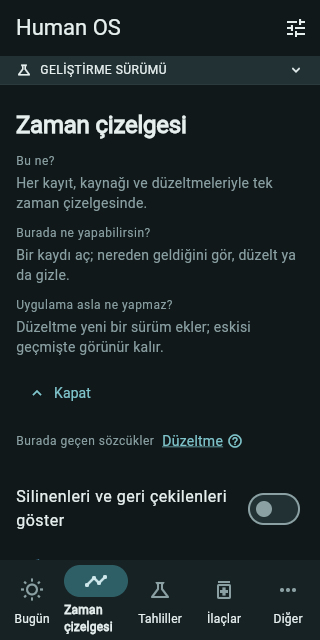 Human OS
GELİŞTİRME SÜRÜMÜ
Zaman çizelgesi
Bu ne?
Her kayıt, kaynağı ve düzeltmeleriyle tek
zaman çizelgesinde.
Burada ne yapabilirsin?
Bir kaydı aç; nereden geldiğini gör, düzelt ya
da gizle.
Uygulama asla ne yapmaz?
Düzeltme yeni bir sürüm ekler; eskisi
geçmişte görünür kalır.
Kapat
Burada geçen sözcükler Düzeltme
Silinenleri ve geri çekilenleri
göster
Bugün
Zaman
çizelgesi
Tahliller
İlaçlar
Diğer